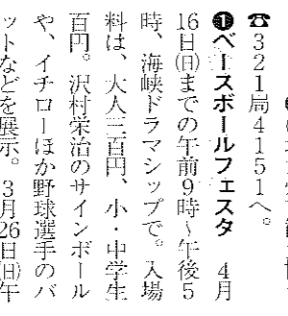 ☎321局4151へ。
❶ベースボールフェスタ　4月
16日㈰までの午前9時～午後5
時、海峡ドラマシップで。入場
料は、大人三百円、小・中学生
百円。沢村栄治のサインボール
や、イチローほか野球選手のバ
ットなどを展示。3月26日㈰午